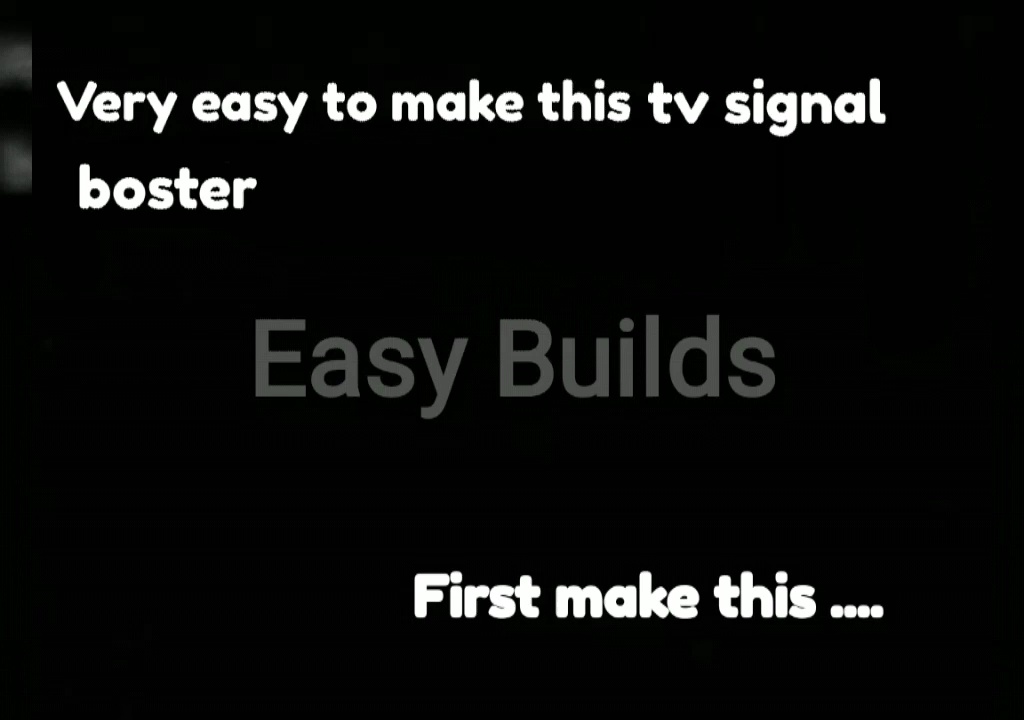 Very easy to make this tv signal
boster
Easy Builds
First make this ....